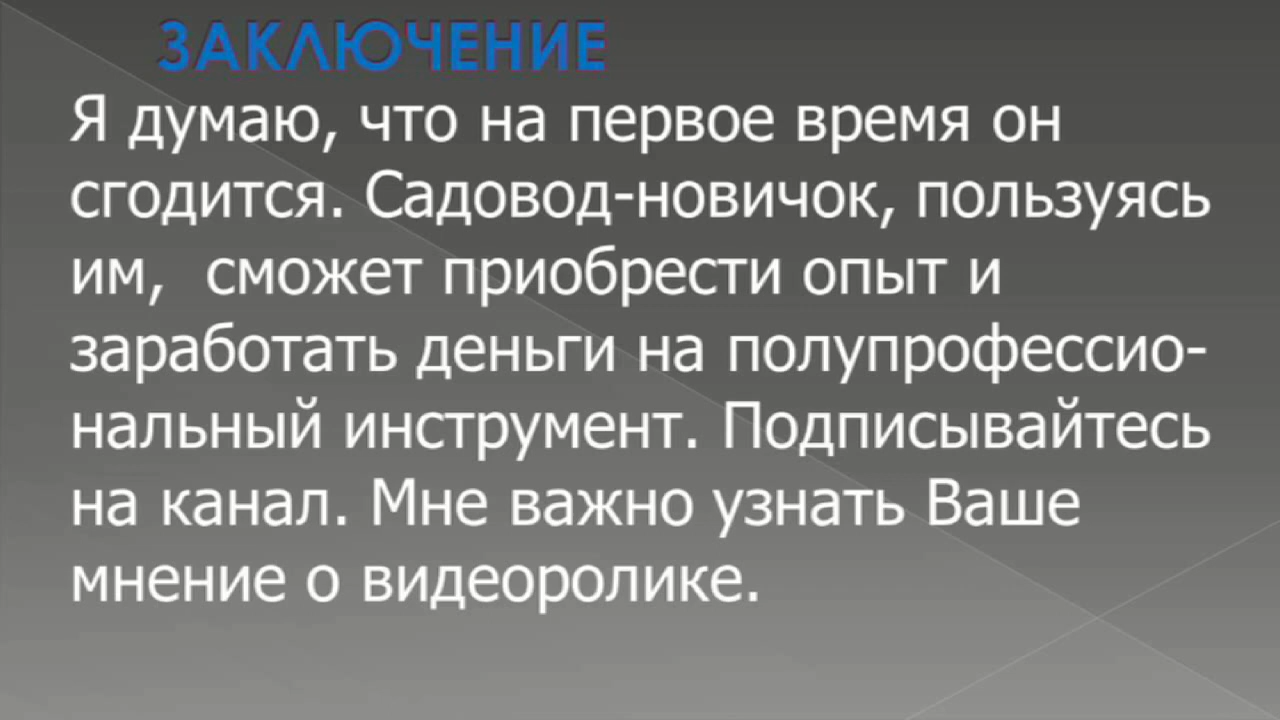 ЗАКЛЮЧЕНИЕ
Я думаю, что на первое время он
сгодится. Садовод-новичок, пользуясь
им,  сможет приобрести опыт и
заработать деньги на полупрофессио-
нальный инструмент. Подписывайтесь
на канал. Мне важно узнать Ваше
мнение о видеоролике.